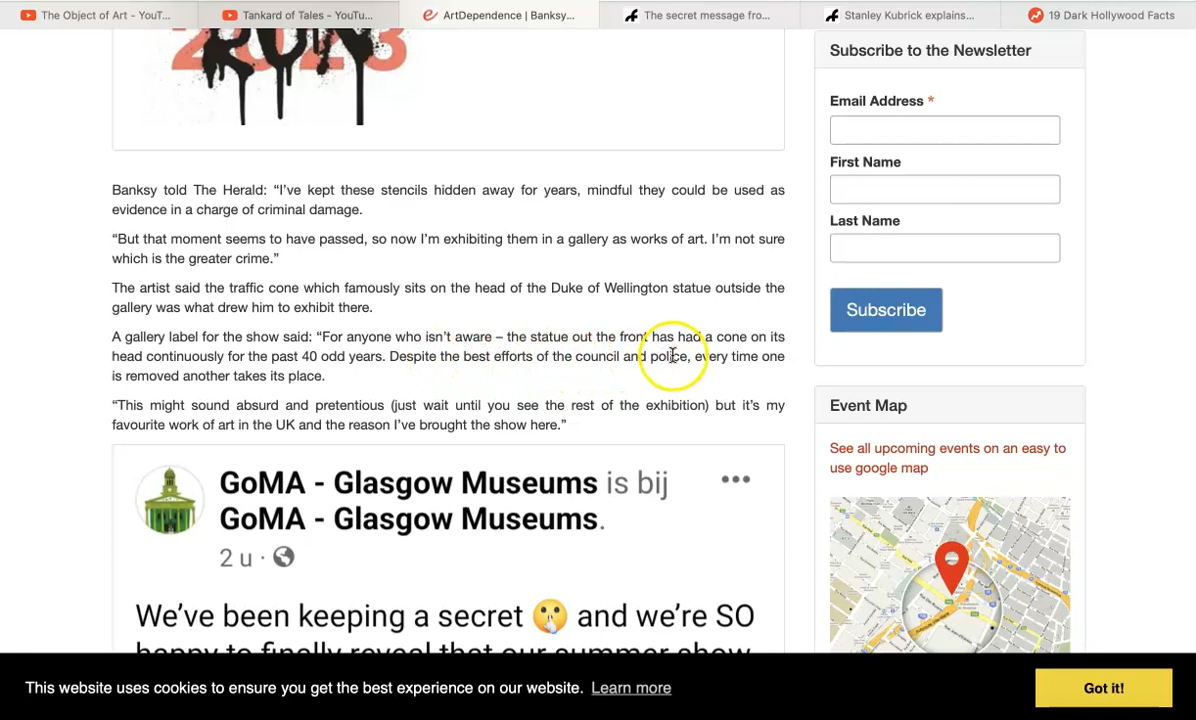 The Object of Art - YouT...
Tankard of Tales - YouTu...
ArtDependence | Banksy...
The secret message fro...
Stanley Kubrick explains...
19 Dark Hollywood Facts
RUN
2023
Banksy told The Herald: “I’ve kept these stencils hidden away for years, mindful they could be used as
evidence in a charge of criminal damage.
“But that moment seems to have passed, so now I’m exhibiting them in a gallery as works of art. I’m not sure
which is the greater crime.”
The artist said the traffic cone which famously sits on the head of the Duke of Wellington statue outside the
gallery was what drew him to exhibit there.
A gallery label for the show said: “For anyone who isn’t aware – the statue out the front has had a cone on its
head continuously for the past 40 odd years. Despite the best efforts of the council and police, every time one
is removed another takes its place.
“This might sound absurd and pretentious (just wait until you see the rest of the exhibition) but it’s my
favourite work of art in the UK and the reason I’ve brought the show here.”
GoMA - Glasgow Museums is bij
GoMA - Glasgow Museums.
2 u ·
We’ve been keeping a secret 🤫 and we’re SO
happy to finally reveal that our summer show
Subscribe to the Newsletter
Email Address *
First Name
Last Name
Subscribe
Event Map
See all upcoming events on an easy to
use google map
This website uses cookies to ensure you get the best experience on our website. Learn more
Got it!